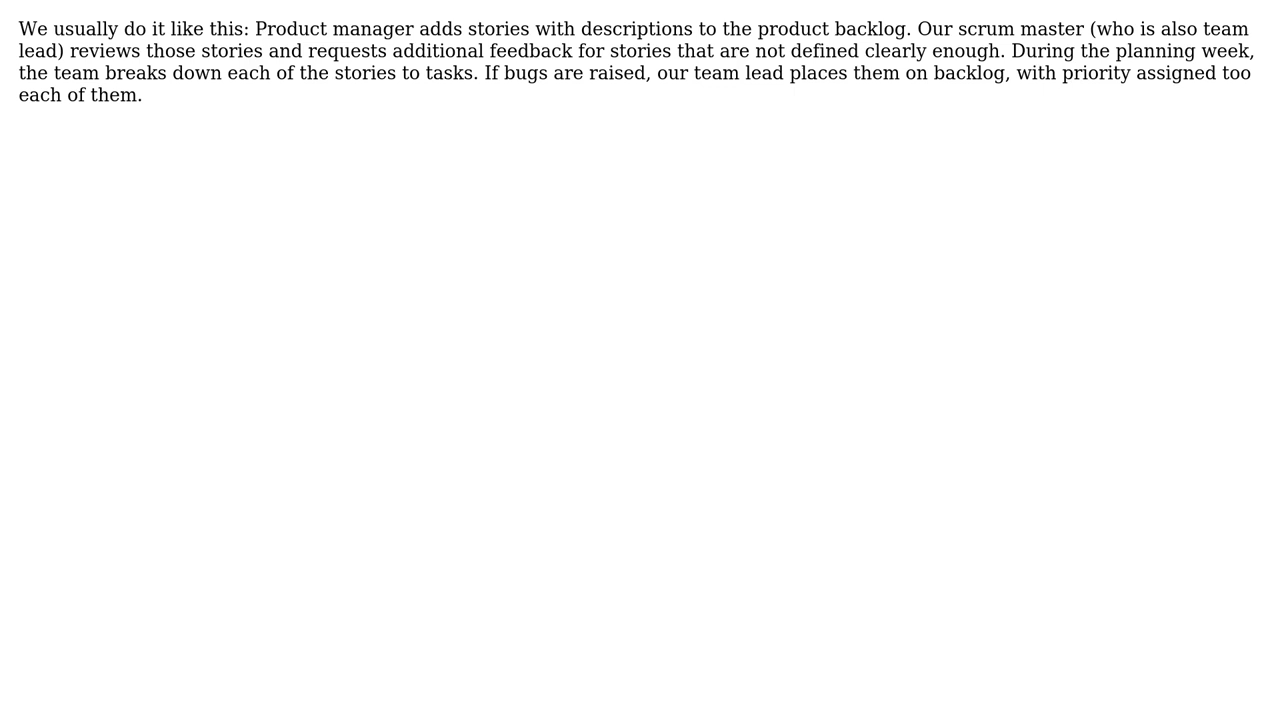 We usually do it like this: Product manager adds stories with descriptions to the product backlog. Our scrum master (who is also team
lead) reviews those stories and requests additional feedback for stories that are not defined clearly enough. During the planning week,
the team breaks down each of the stories to tasks. If bugs are raised, our team lead places them on backlog, with priority assigned too
each of them.